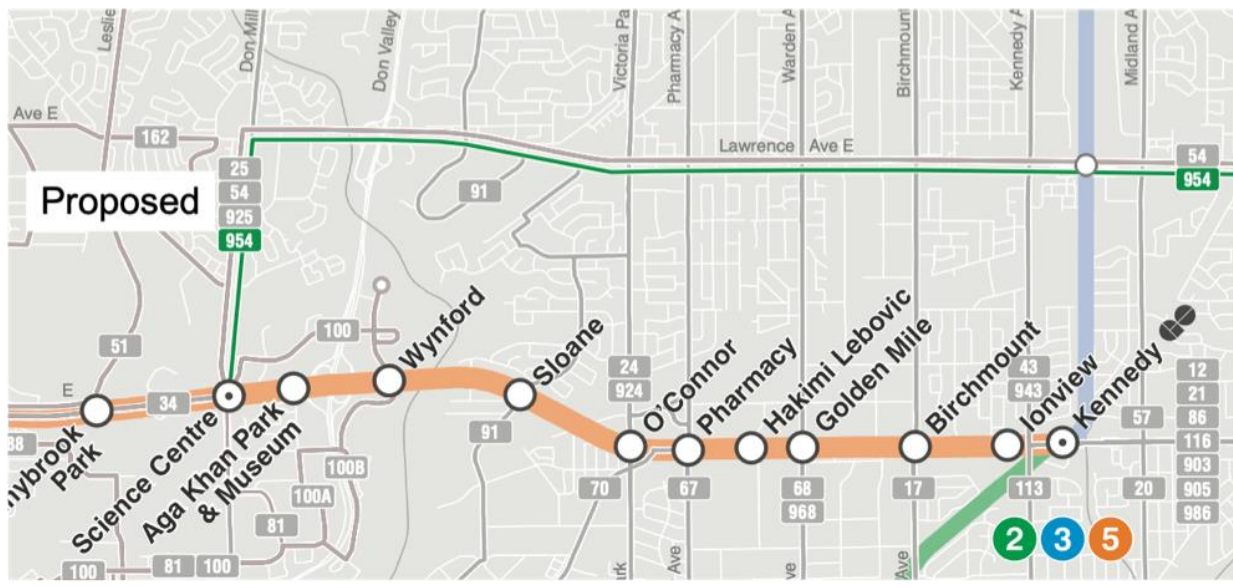 Leslie
Don Mill
Don Valley
Victoria Pa
Pharmacy A
Warden A
Birchmount
Kennedy A
Midland A
Ave E
162
Lawrence Ave E
54
954
Proposed
25
54
925
954
91
51
100
E
34
88
nnybrook
Park
Science Centre
Aga Khan Park
& Museum
Wynford
Sloane
O'Connor
Pharmacy
Hakimi Lebovic
Golden Mile
Birchmount
Ionview
Kennedy
24
924
43
943
57
12
21
86
116
903
905
986
91
70
67
68
968
17
113
20
100B
100A
81
81
100
100
ark
Ave
ve
Ave
2
3
5